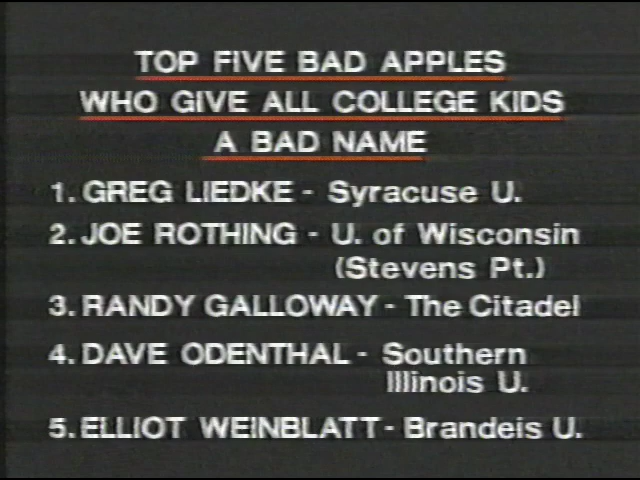 TOP FIVE BAD APPLES
WHO GIVE ALL COLLEGE KIDS
A BAD NAME
1. GREG LIEDKE - Syracuse U.
2. JOE ROTHING - U. of Wisconsin
(Stevens Pt.)
3. RANDY GALLOWAY - The Citadel
4. DAVE ODENTHAL - Southern
Illinois U.
5. ELLIOT WEINBLATT - Brandeis U.